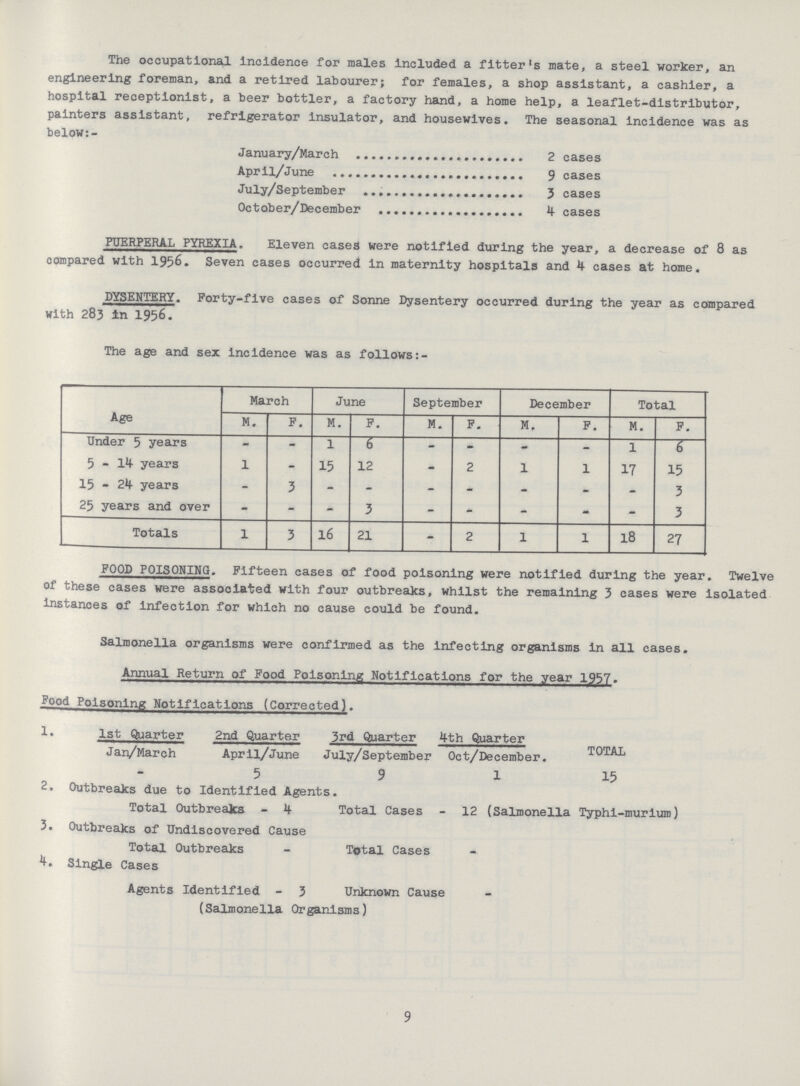 The occupational incidence for males included a fitter's mate, a steel worker, an
engineering foreman, and a retired labourer; for females, a shop assistant, a cashier, a
hospital receptionist, a beer bottler, a factory hand, a home help, a leaflet-distributor,
painters assistant, refrigerator insulator, and housewives. The seasonal incidence was as
below:-
January/March ...................... 2 cases
April/June ......................... 9 cases
July/September ..................... 3 cases
October/December ................... 4 cases
PUERPERAL PYREXIA. Eleven cases were notified during the year, a decrease of 8 as
compared with 1956. Seven cases occurred in maternity hospitals and 4 cases at home.
DYSENTERY. Forty-five cases of Sonne Dysentery occurred during the year as compared
with 283 in 1956.
The age and sex incidence was as follows:-
Age March June September December Total
M. F. M. F. M. F. M. F. M. F.
Under 5 years - - 1 6 - - - - 1 6
5 - 14 years 1 - 15 12 - 2 1 1 17 15
15 - 24 years - 3 - - - - - - - 3
25 years and over - - - 3 - - - - - 3
Totals 1 3 16 21 - 2 1 1 18 27
FOOD POISONING. Fifteen cases of food poisoning were notified during the year. Twelve
of these cases were associated with four outbreaks, whilst the remaining 3 cases were isolated
instances of infection for which no cause could be found.
Salmonella organisms were confirmed as the infecting organisms in all cases.
Annual Return of Food Poisoning Notifications for the year 1957.
Food Poisoning Notifications (Corrected).
1. 1st Quarter 2nd Quarter 3rd Quarter 4th Quarter
Jan/March April/June July/September Oct/December. TOTAL
- 5 9 1 15
2. Outbreaks due to Identified Agents.
Total Outbreaks - 4 Total Cases - 12 (Salmonella Typhi-murium)
3. Outbreaks of Undiscovered Cause
Total Outbreaks - Total Cases -
4. Single Cases
Agents Identified - 3 Unknown Cause -
(Salmonella Organisms)
9